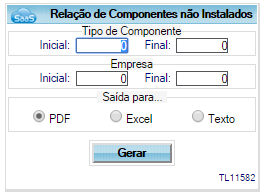 SaaS Relação de Componentes não Instalados
Tipo de Componente
Inicial: 0 Final: 0
Empresa
Inicial: 0 Final: 0
Saída para...
PDF Excel Texto
Gerar
TL11582